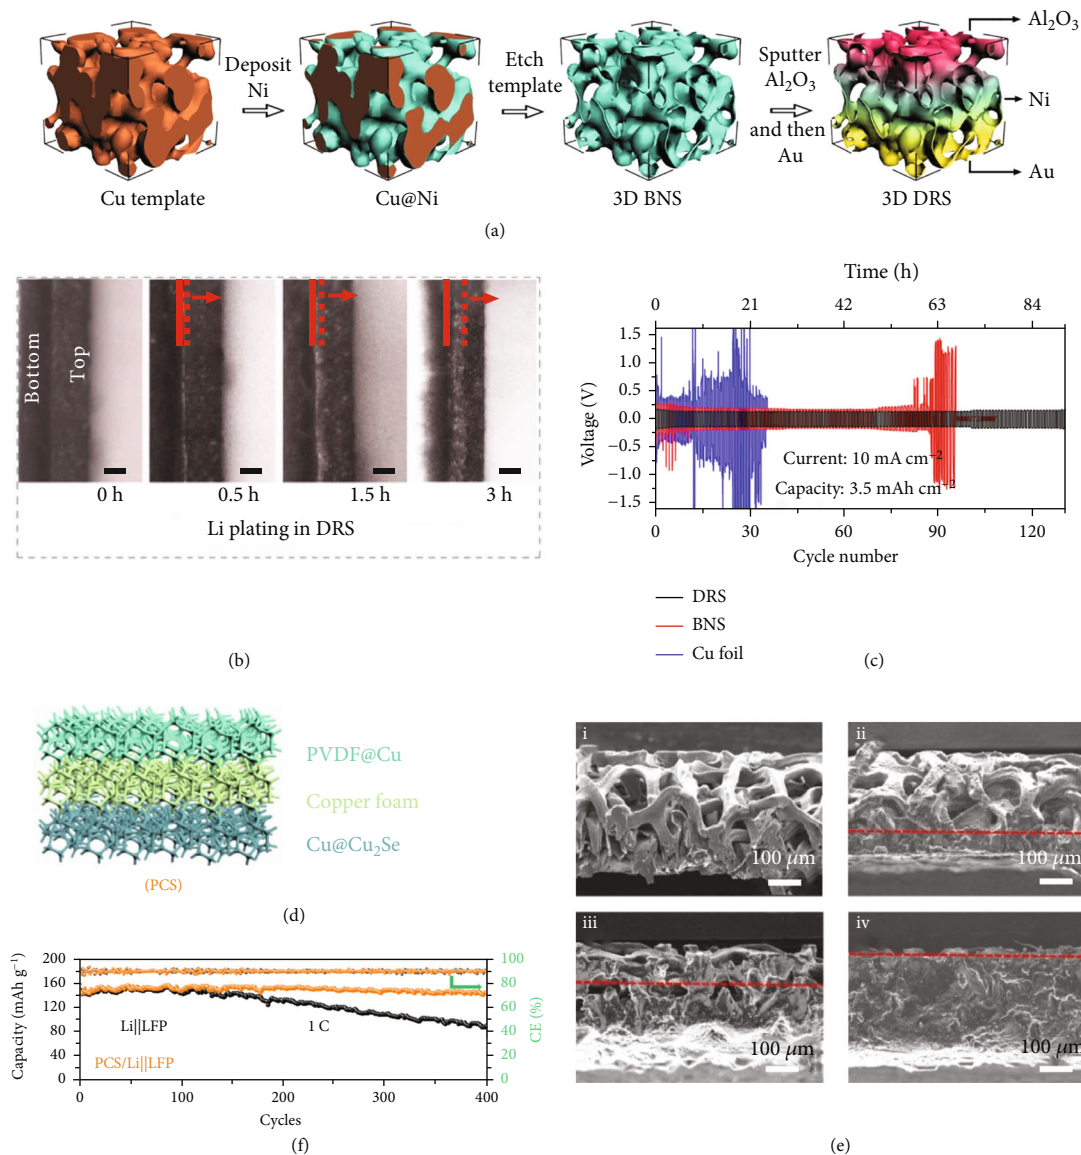 Deposit
Ni
Etch
template
Sputter
Al₂O₃
and then
Au
Al₂O₃
Ni
Au
Cu template
Cu@Ni
3D BNS
3D DRS
(a)
Bottom
Top
0 h
0.5 h
1.5 h
3 h
Li plating in DRS
(b)
Time (h)
0 21 42 63 84
Voltage (V)
1.5
1.0
0.5
0.0
−0.5
−1.0
−1.5
Current: 10 mA cm⁻²
Capacity: 3.5 mAh cm⁻²
0 30 60 90 120
Cycle number
DRS
BNS
Cu foil
(c)
PVDF@Cu
Copper foam
Cu@Cu₂Se
(PCS)
(d)
i
100 μm
ii
100 μm
iii
100 μm
iv
100 μm
(e)
Capacity (mAh g⁻¹)
200
160
120
80
40
0
Li||LFP
1 C
PCS/Li||LFP
100
80
60
40
20
0
CE (%)
0 100 200 300 400
Cycles
(f)